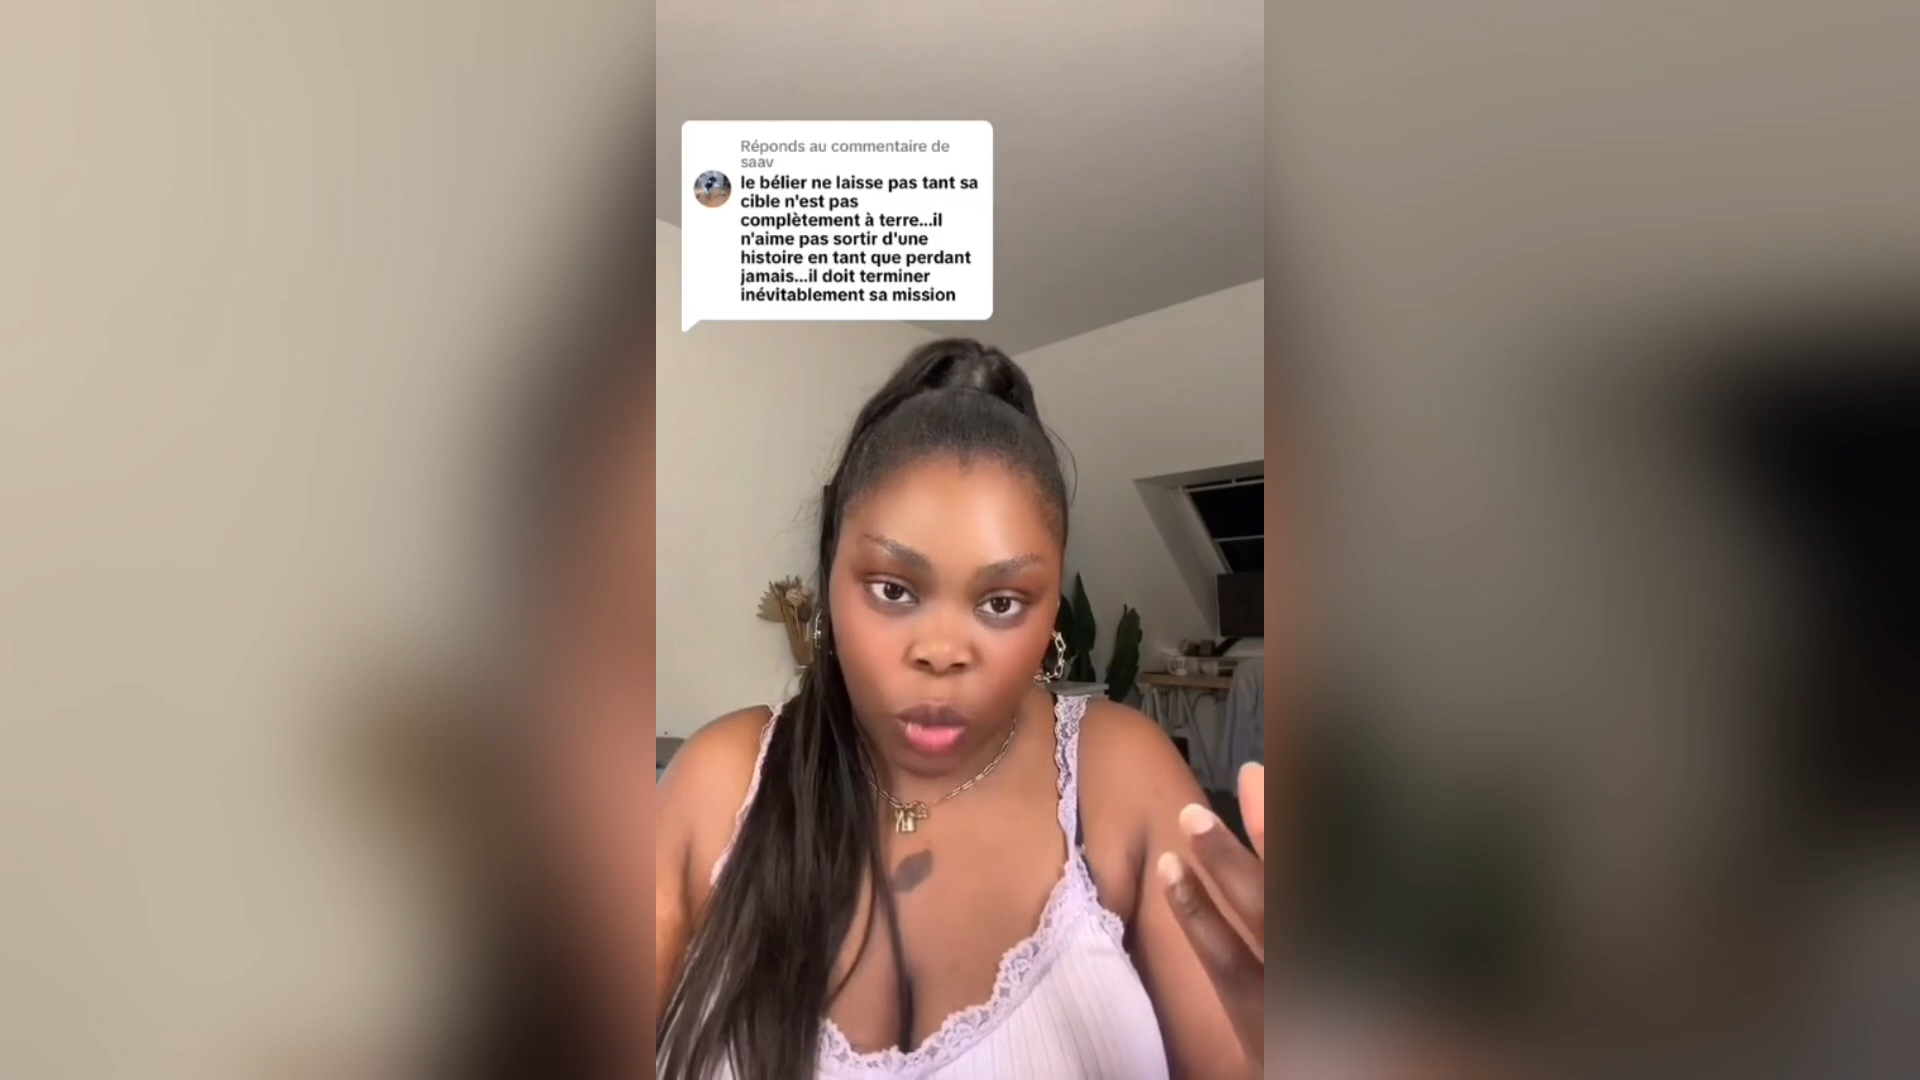 Réponds au commentaire de
saav
le bélier ne laisse pas tant sa
cible n'est pas
complètement à terre...il
n'aime pas sortir d'une
histoire en tant que perdant
jamais...il doit terminer
inévitablement sa mission